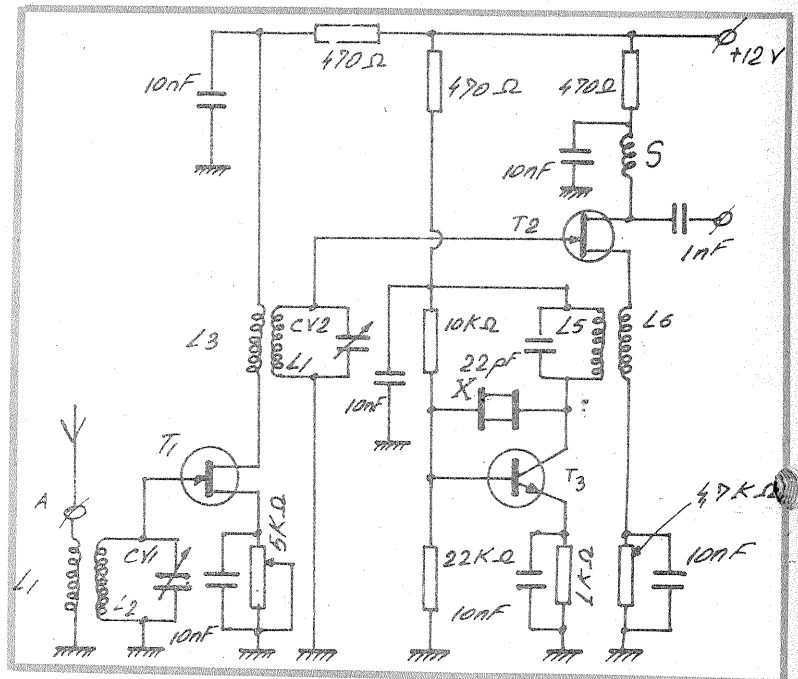 470Ω
+12V
10nF
470Ω
470Ω
10nF
S
T2
1nF
L3
CV2
L1
10KΩ
L5
L6
22pF
X
10nF
T1
T3
47KΩ
A
5KΩ
CV1
22KΩ
1KΩ
10nF
L1
L2
10nF
10nF